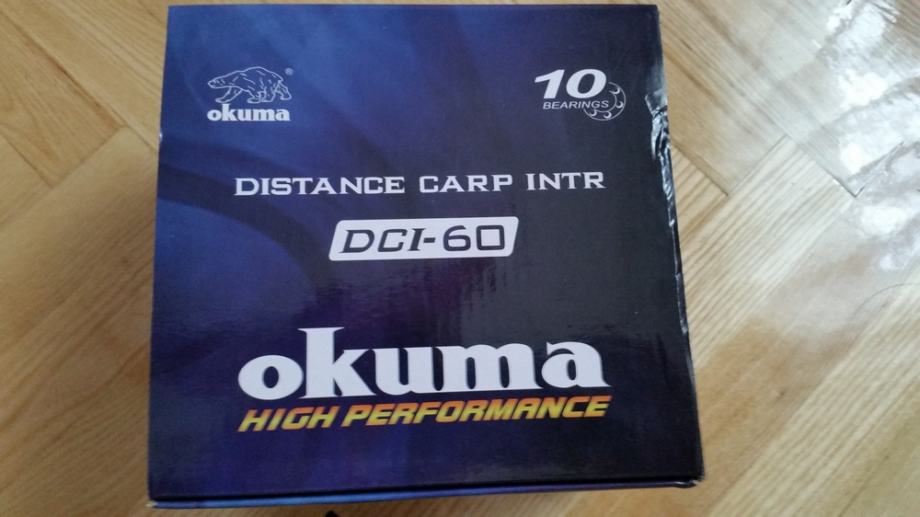 okuma®
10
BEARINGS
DISTANCE CARP INTR
DCI-60
okuma
HIGH PERFORMANCE